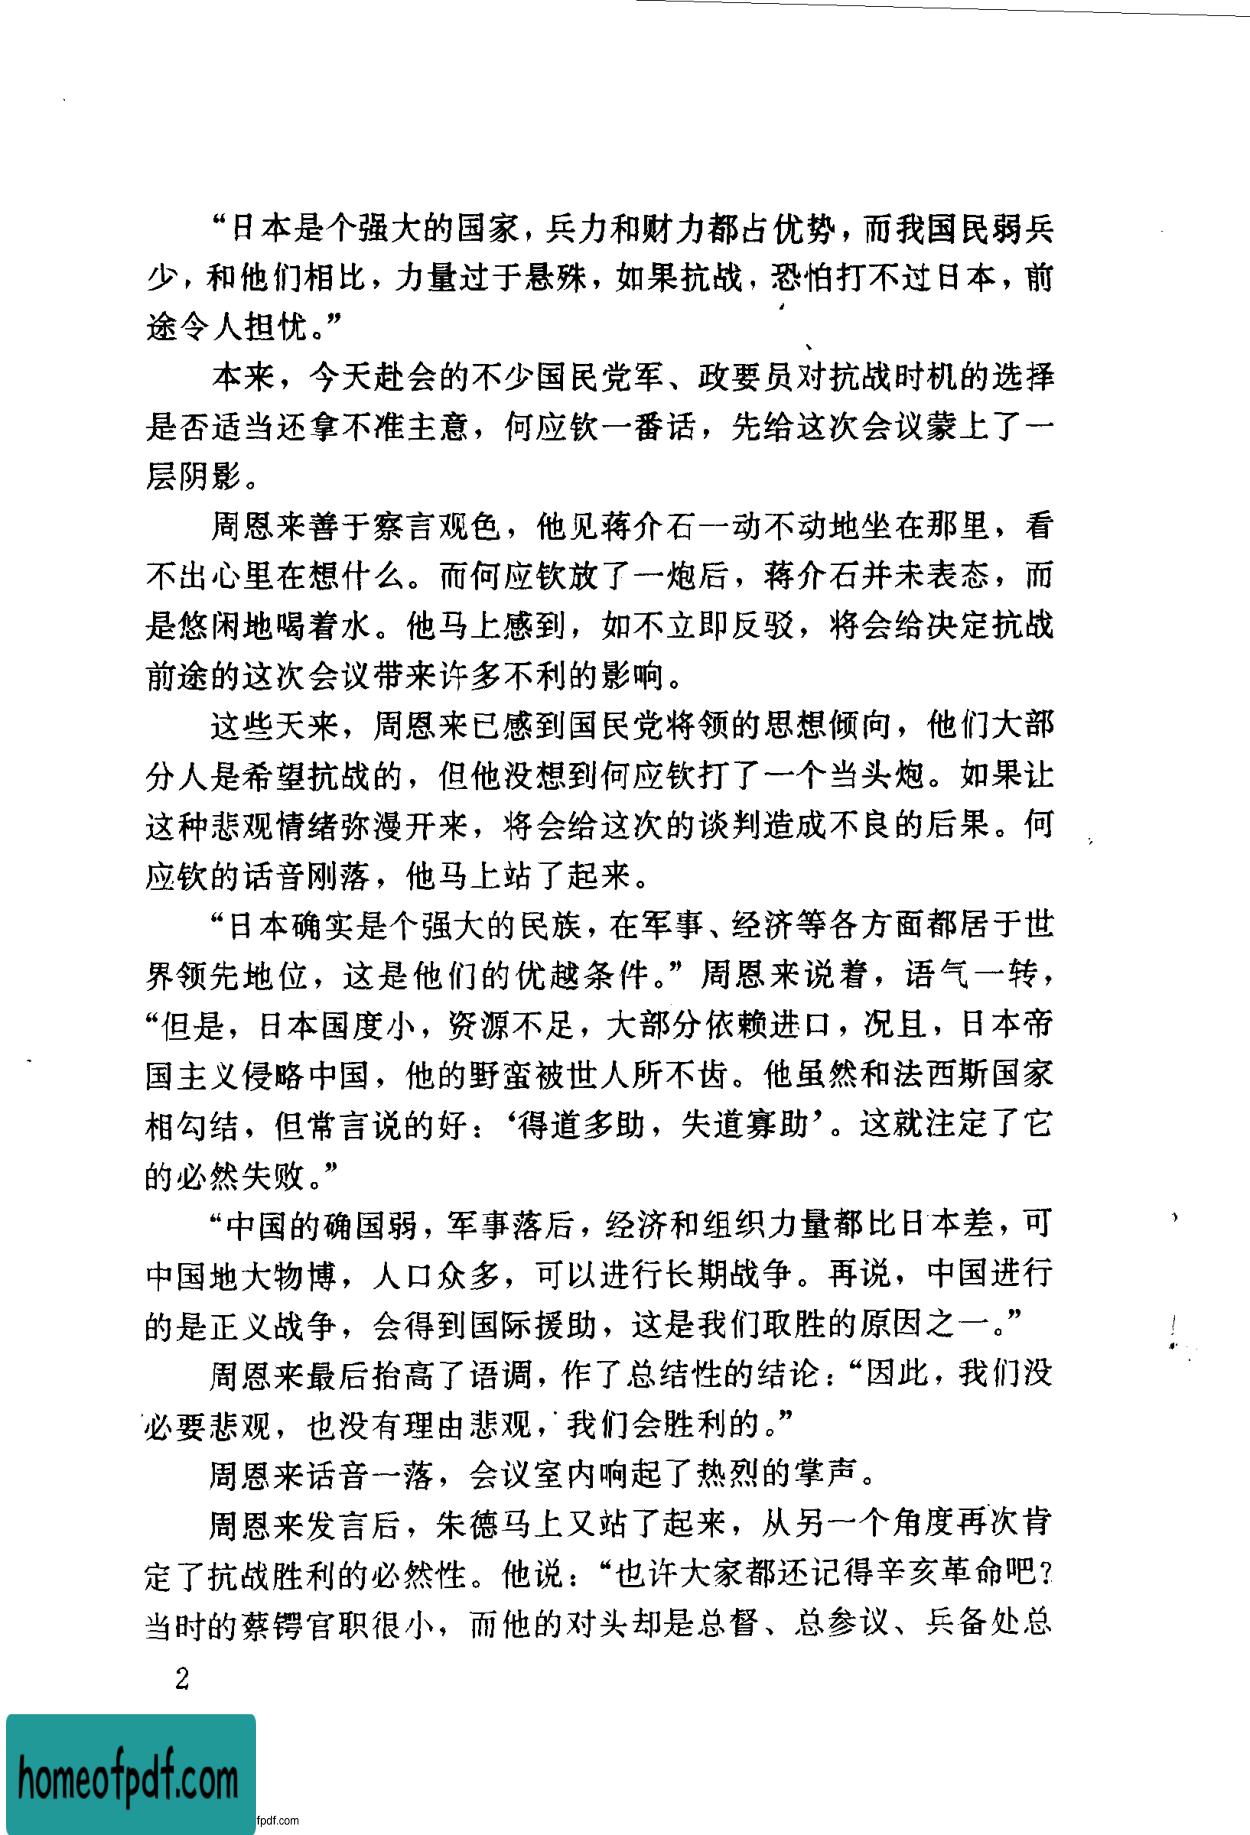 “日本是个强大的国家，兵力和财力都占优势，而我国民弱兵
少，和他们相比，力量过于悬殊，如果抗战，恐怕打不过日本，前
途令人担忧。”
本来，今天赴会的不少国民党军、政要员对抗战时机的选择
是否适当还拿不准主意，何应钦一番话，先给这次会议蒙上了一
层阴影。
周恩来善于察言观色，他见蒋介石一动不动地坐在那里，看
不出心里在想什么。而何应钦放了一炮后，蒋介石并未表态，而
是悠闲地喝着水。他马上感到，如不立即反驳，将会给决定抗战
前途的这次会议带来许多不利的影响。
这些天来，周恩来已感到国民党将领的思想倾向，他们大部
分人是希望抗战的，但他没想到何应钦打了一个当头炮。如果让
这种悲观情绪弥漫开来，将会给这次的谈判造成不良的后果。何
应钦的话音刚落，他马上站了起来。
“日本确实是个强大的民族，在军事、经济等各方面都居于世
界领先地位，这是他们的优越条件。”周恩来说着，语气一转，
“但是，日本国度小，资源不足，大部分依赖进口，况且，日本帝
国主义侵略中国，他的野蛮被世人所不齿。他虽然和法西斯国家
相勾结，但常言说的好：‘得道多助，失道寡助’。这就注定了它
的必然失败。”
“中国的确国弱，军事落后，经济和组织力量都比日本差，可
中国地大物博，人口众多，可以进行长期战争。再说，中国进行
的是正义战争，会得到国际援助，这是我们取胜的原因之一。”
周恩来最后抬高了语调，作了总结性的结论：“因此，我们没
必要悲观，也没有理由悲观，我们会胜利的。”
周恩来话音一落，会议室内响起了热烈的掌声。
周恩来发言后，朱德马上又站了起来，从另一个角度再次肯
定了抗战胜利的必然性。他说：“也许大家都还记得辛亥革命吧？
当时的蔡锷官职很小，而他的对头却是总督、总参议、兵备处总
2
homeofpdf.com
fpdf.com